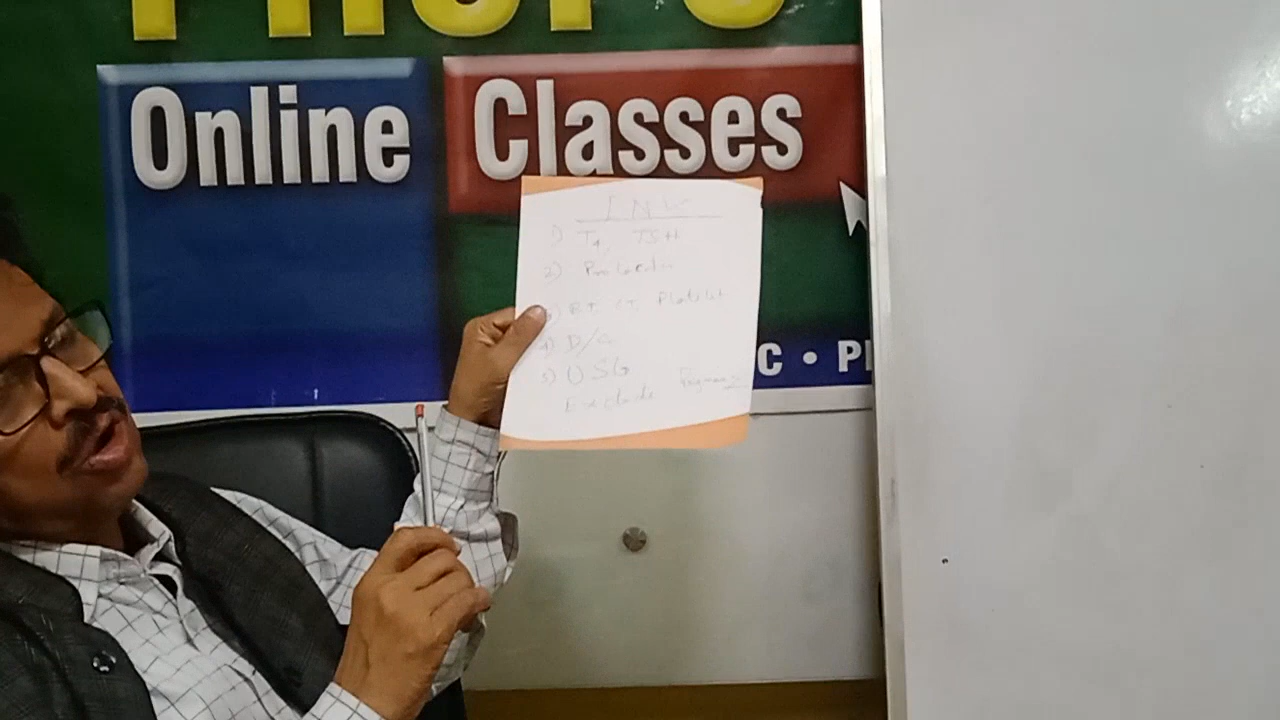 Online Classes
INV
1) T4, TSH
2) Prolactin
3) BT, CT, Platelet
4) D/C
5) USG
Exclude Pregnancy
C • P